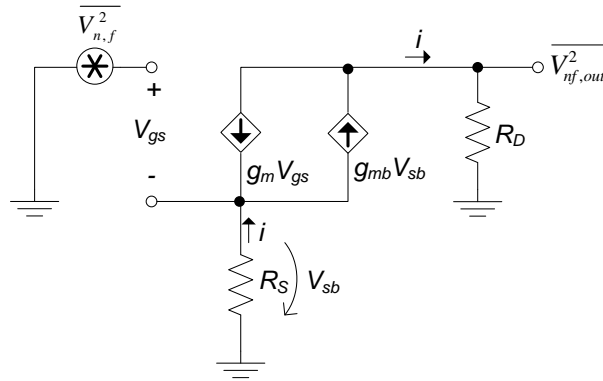 V²n,f
i
V²nf,out
+
Vgs
-
gmVgs
gmbVsb
RD
i
RS
Vsb